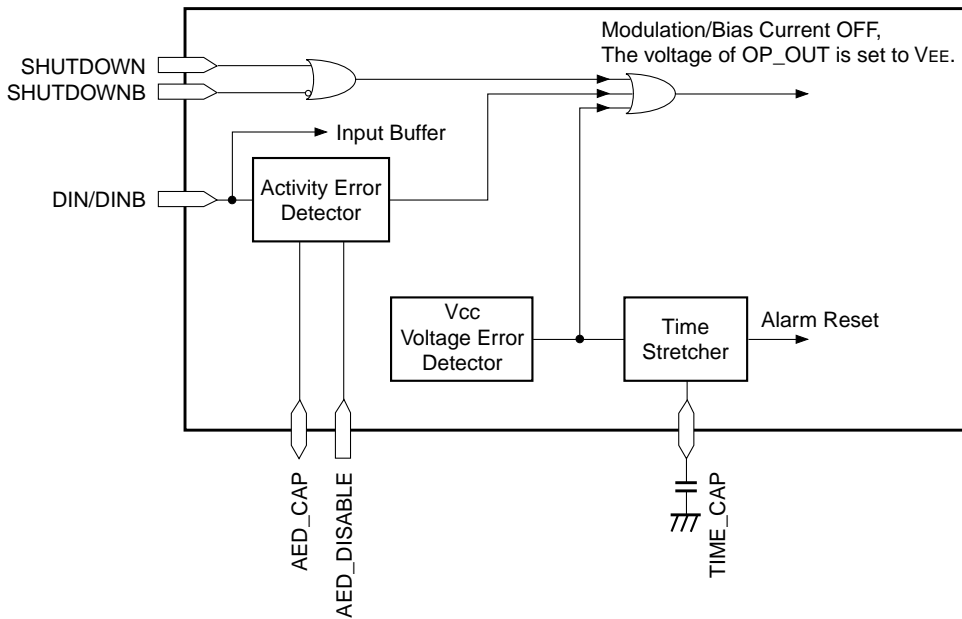 Modulation/Bias Current OFF,
The voltage of OP_OUT is set to VEE.
SHUTDOWN
SHUTDOWNB
Input Buffer
DIN/DINB
Activity Error
Detector
Vcc
Voltage Error
Detector
Time
Stretcher
Alarm Reset
AED_CAP
AED_DISABLE
TIME_CAP